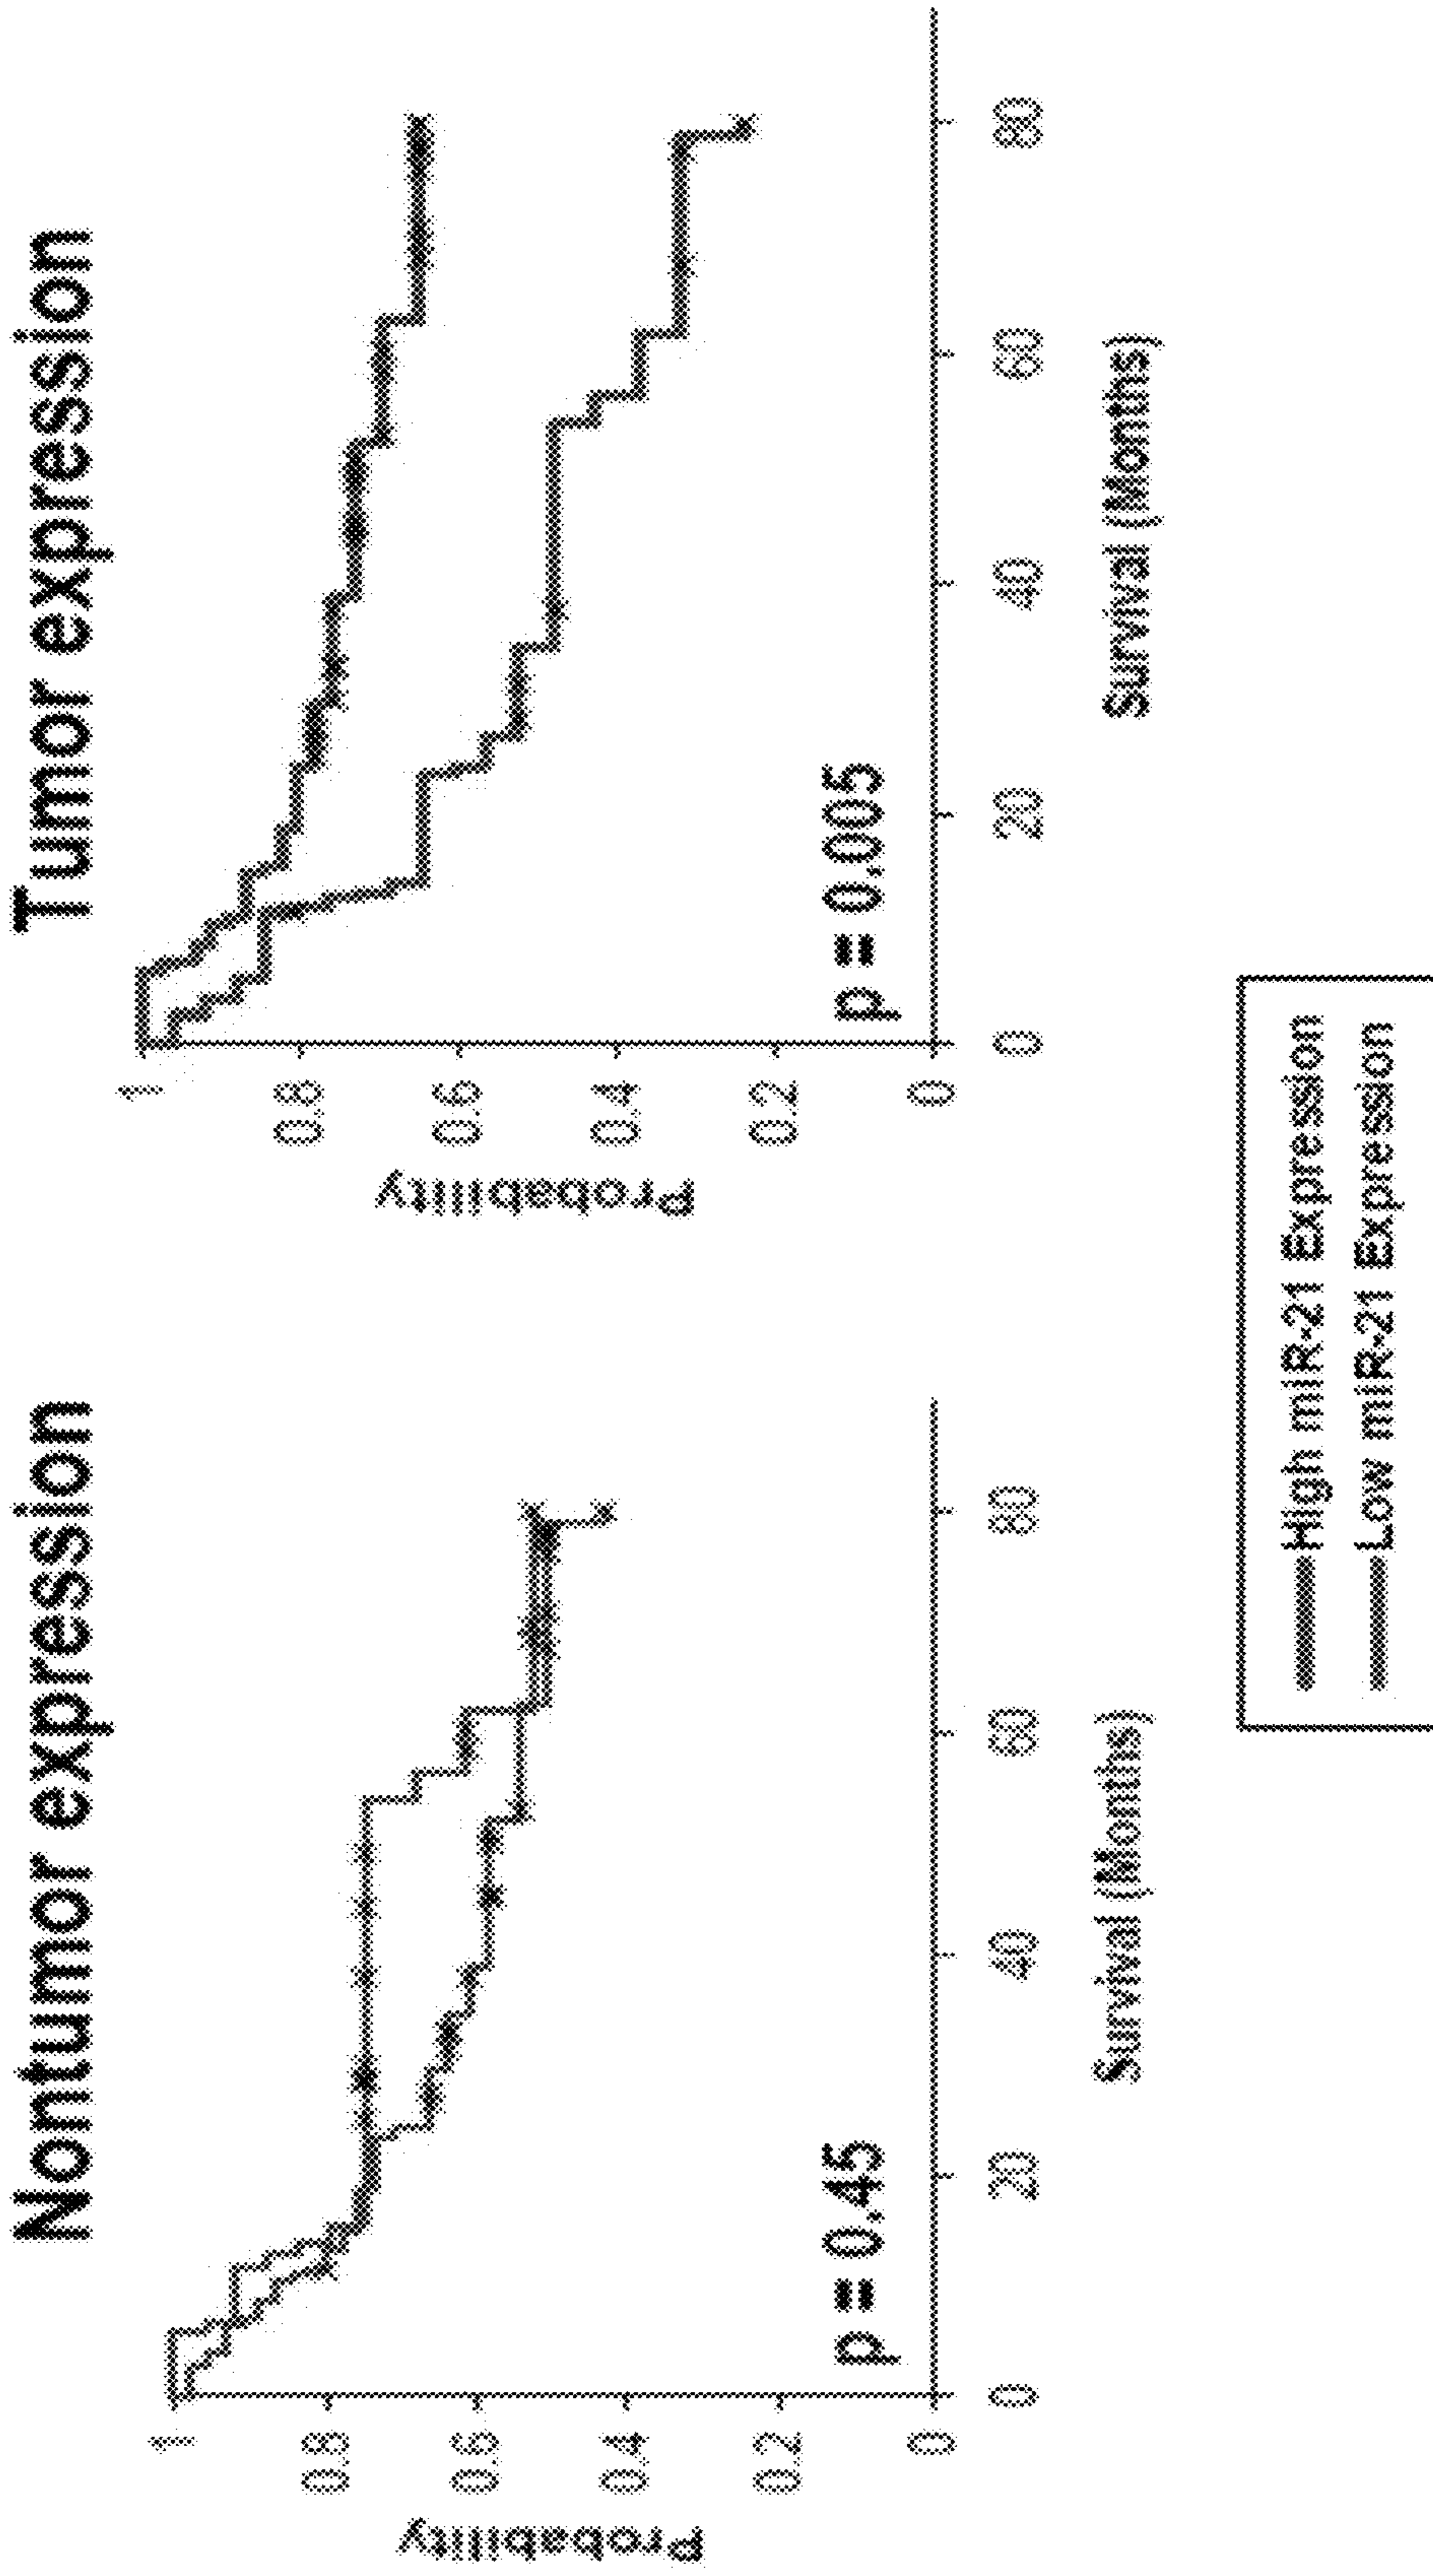 Nontumor expression
Probability
1
0.8
0.6
0.4
0.2
0
p = 0.45
0 20 40 60 80
Survival (Months)
Tumor expression
Probability
1
0.8
0.6
0.4
0.2
0
p = 0.005
0 20 40 60 80
Survival (Months)
High miR-21 Expression
Low miR-21 Expression